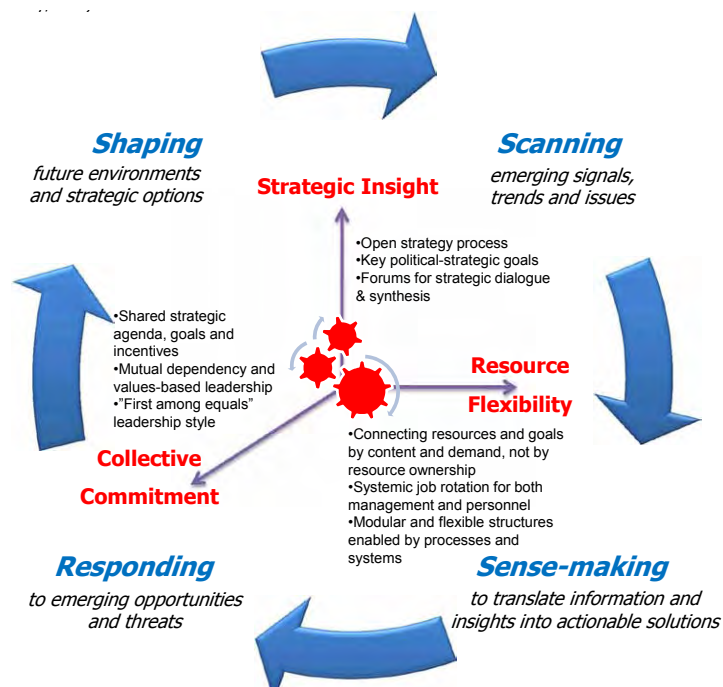 Shaping
future environments
and strategic options
Scanning
emerging signals,
trends and issues
Strategic Insight
•Open strategy process
•Key political-strategic goals
•Forums for strategic dialogue
& synthesis
•Shared strategic
agenda, goals and
incentives
•Mutual dependency and
values-based leadership
•"First among equals"
leadership style
Resource
Flexibility
Collective
Commitment
•Connecting resources and goals
by content and demand, not by
resource ownership
•Systemic job rotation for both
management and personnel
•Modular and flexible structures
enabled by processes and
systems
Responding
to emerging opportunities
and threats
Sense-making
to translate information and
insights into actionable solutions